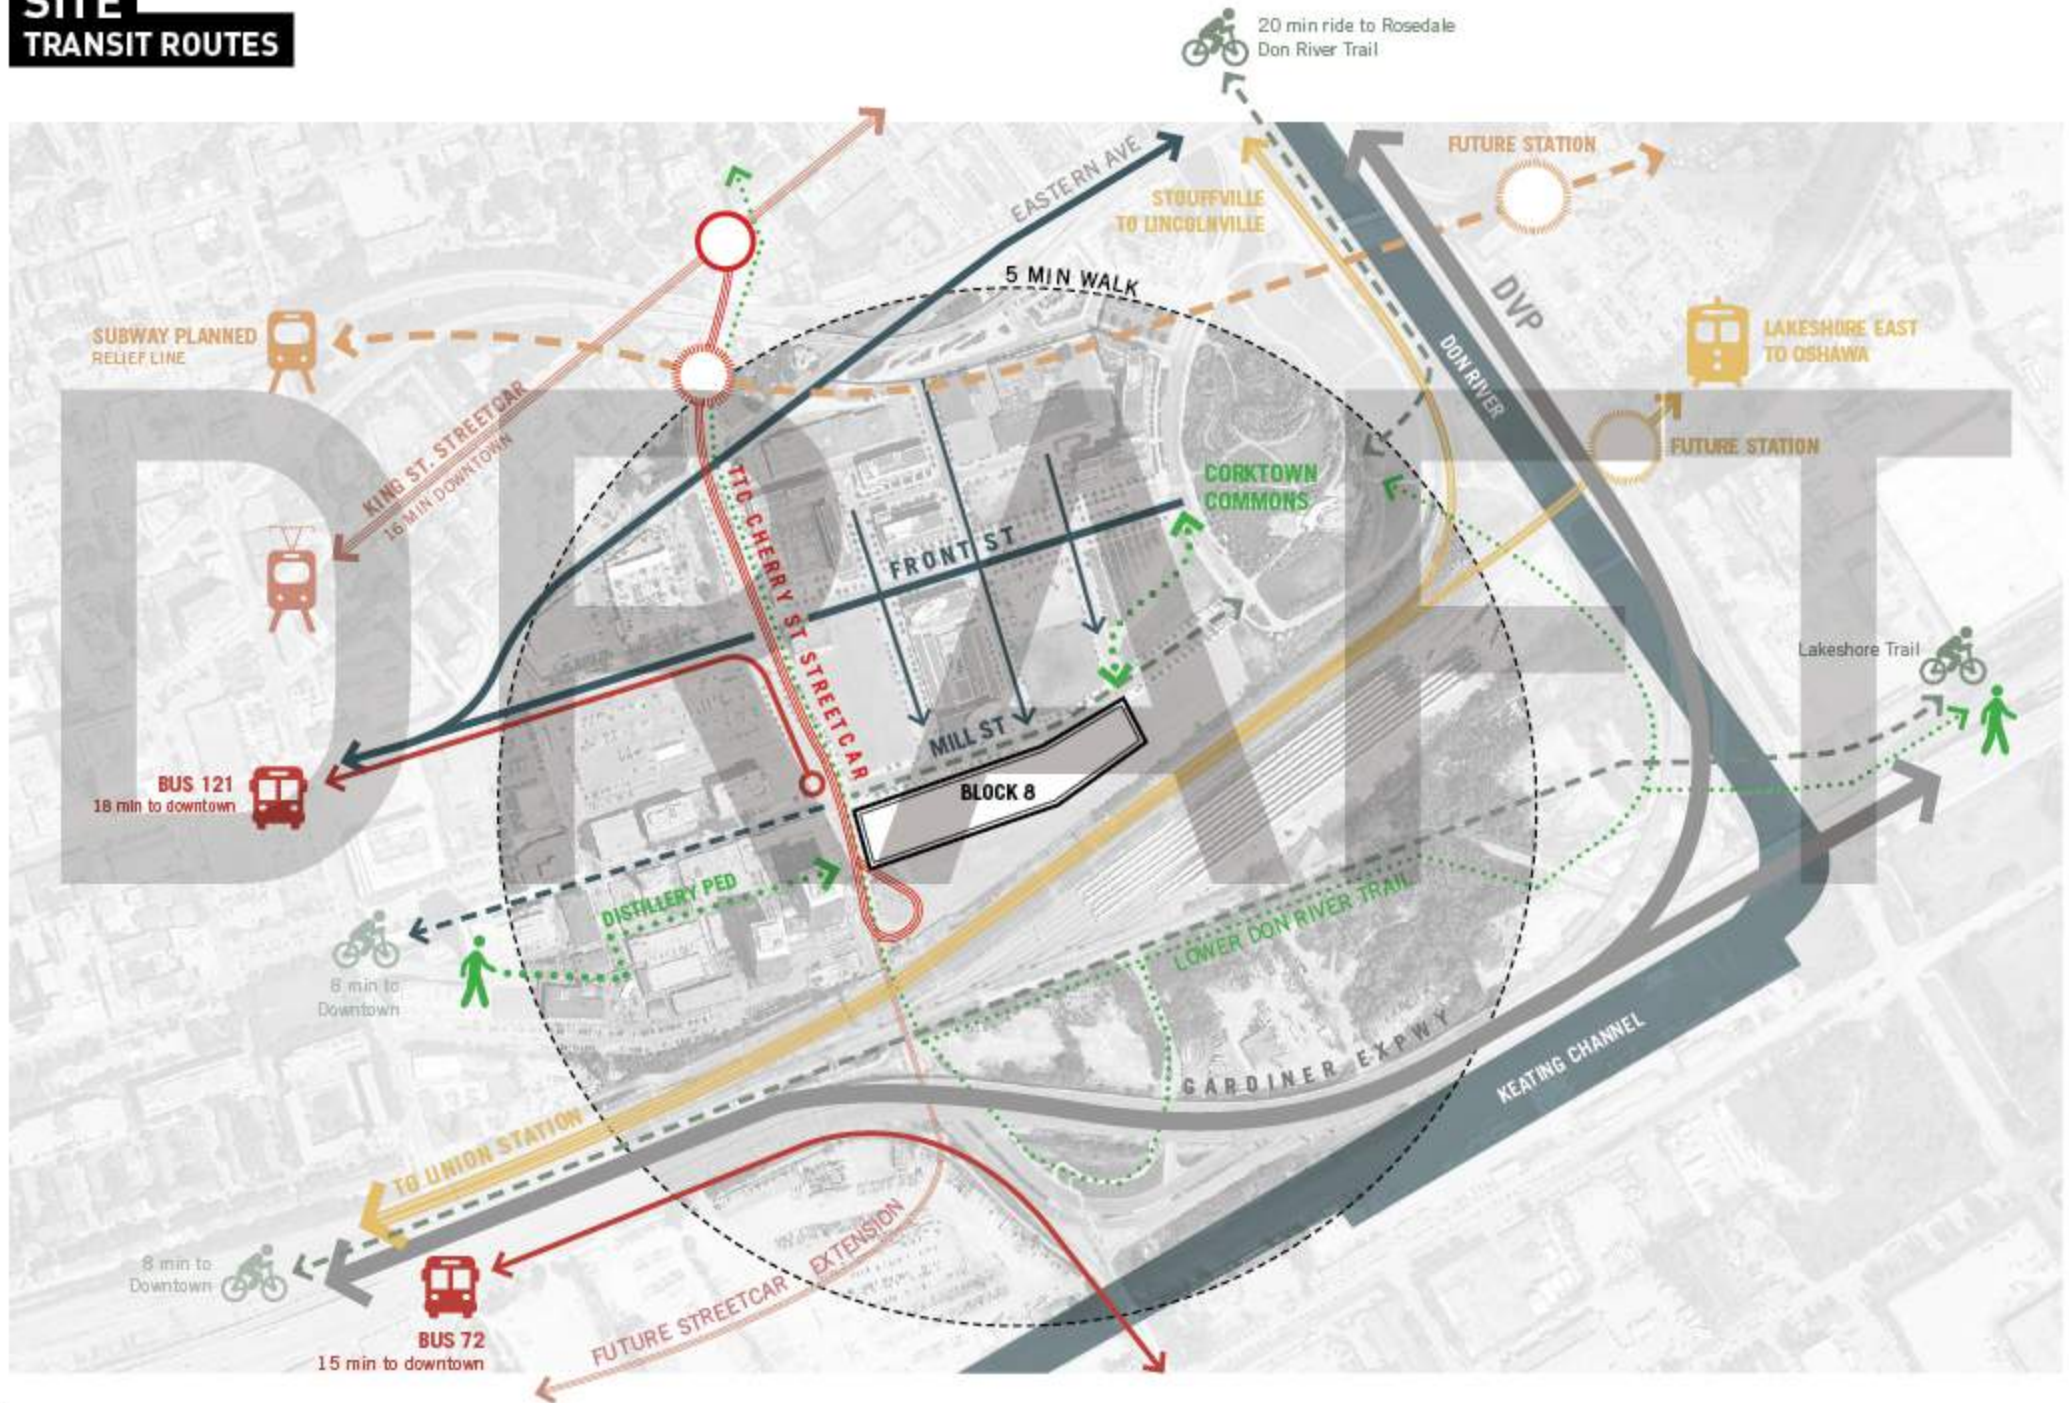 SITE
TRANSIT ROUTES
20 min ride to Rosedale
Don River Trail
EASTERN AVE
FUTURE STATION
STOUFFVILLE
TO LINCOLNVILLE
5 MIN WALK
DVP
SUBWAY PLANNED
RELIEF LINE
LAKESHORE EAST
TO OSHAWA
DON RIVER
KING ST. STREETCAR
16 MIN DOWNTOWN
FUTURE STATION
CORKTOWN
COMMONS
TTC CHERRY ST STREETCAR
FRONT ST
DRAFT
Lakeshore Trail
MILL ST
BUS 121
18 min to downtown
BLOCK 8
DISTILLERY PED
LOWER DON RIVER TRAIL
8 min to
Downtown
GARDINER EXPWY
KEATING CHANNEL
TO UNION STATION
8 min to
Downtown
FUTURE STREETCAR EXTENSION
BUS 72
15 min to downtown